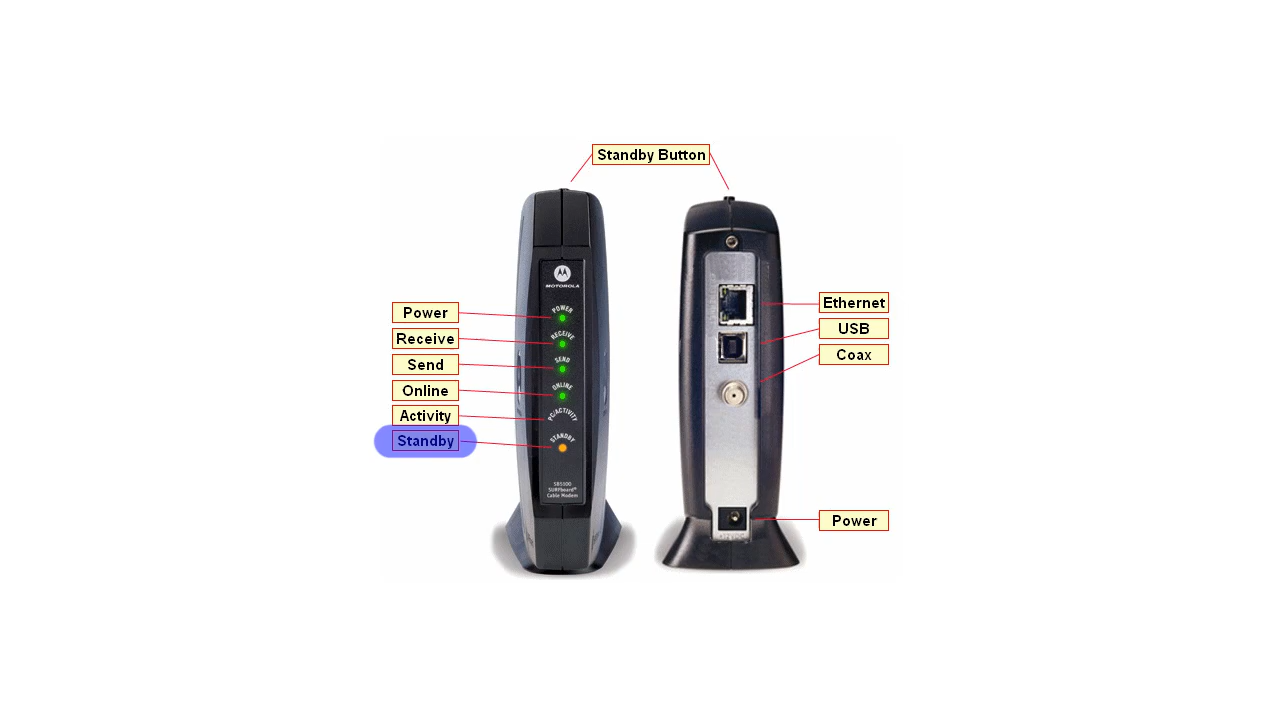 Standby Button
MOTOROLA
POWER
RECEIVE
SEND
ONLINE
PC/ACTIVITY
STANDBY
SB5100
SURFboard®
Cable Modem
Power
Receive
Send
Online
Activity
Standby
Ethernet
USB
Coax
Power